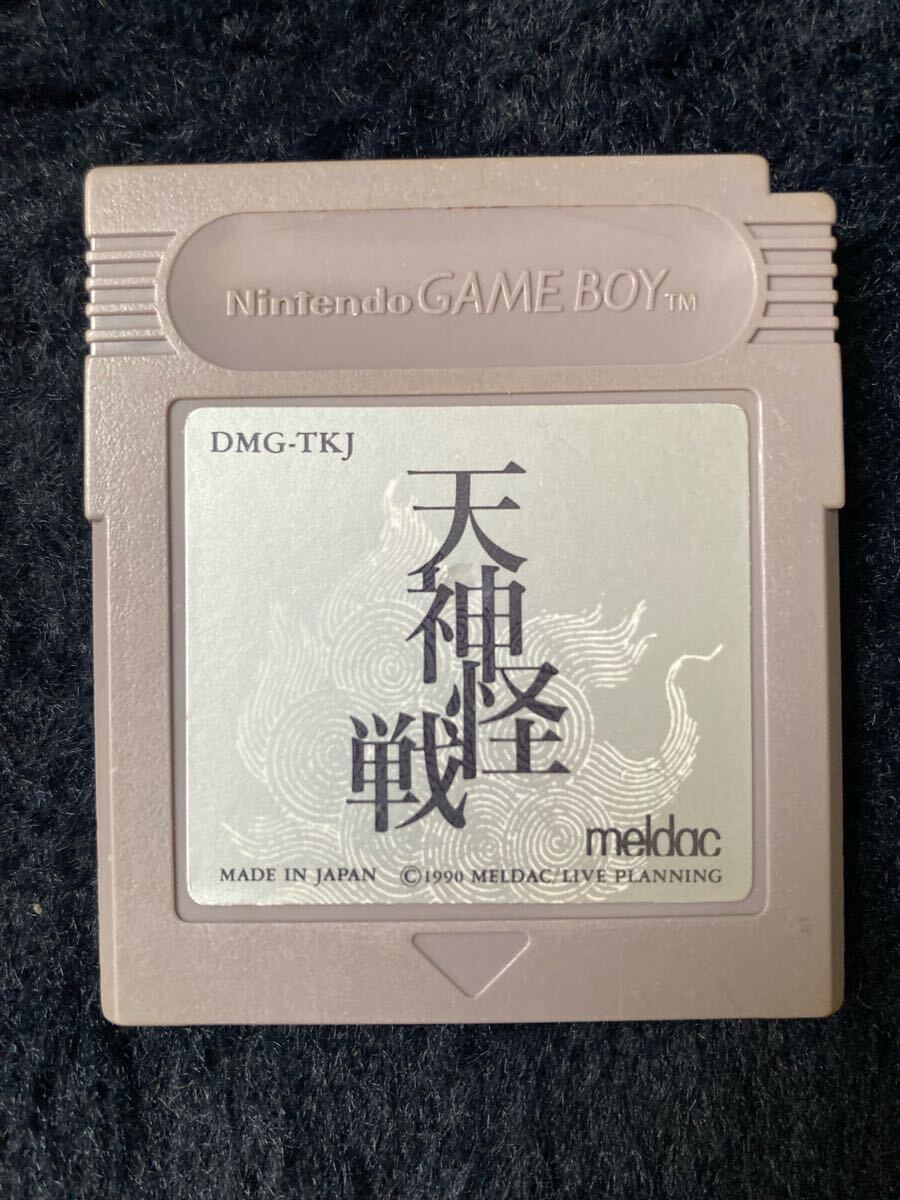 Nintendo GAME BOY™
DMG-TKJ
天神怪戦
meldac
MADE IN JAPAN ©1990 MELDAC/LIVE PLANNING